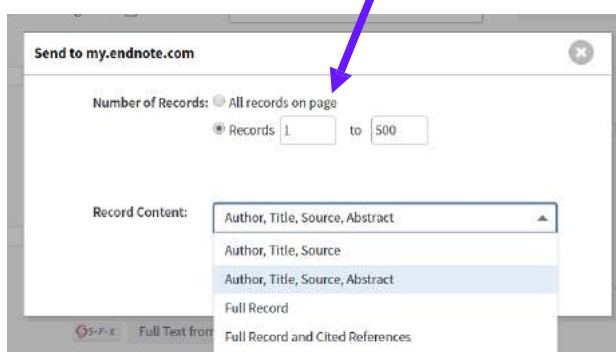 Send to my.endnote.com
Number of Records: All records on page
Records 1 to 500
Record Content: Author, Title, Source, Abstract
Author, Title, Source
Author, Title, Source, Abstract
Full Record
Full Record and Cited References
S·F·X Full Text from